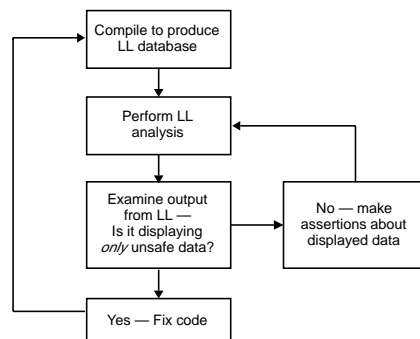 Compile to produce
LL database
Perform LL
analysis
Examine output
from LL —
Is it displaying
only unsafe data?
No — make
assertions about
displayed data
Yes — Fix code